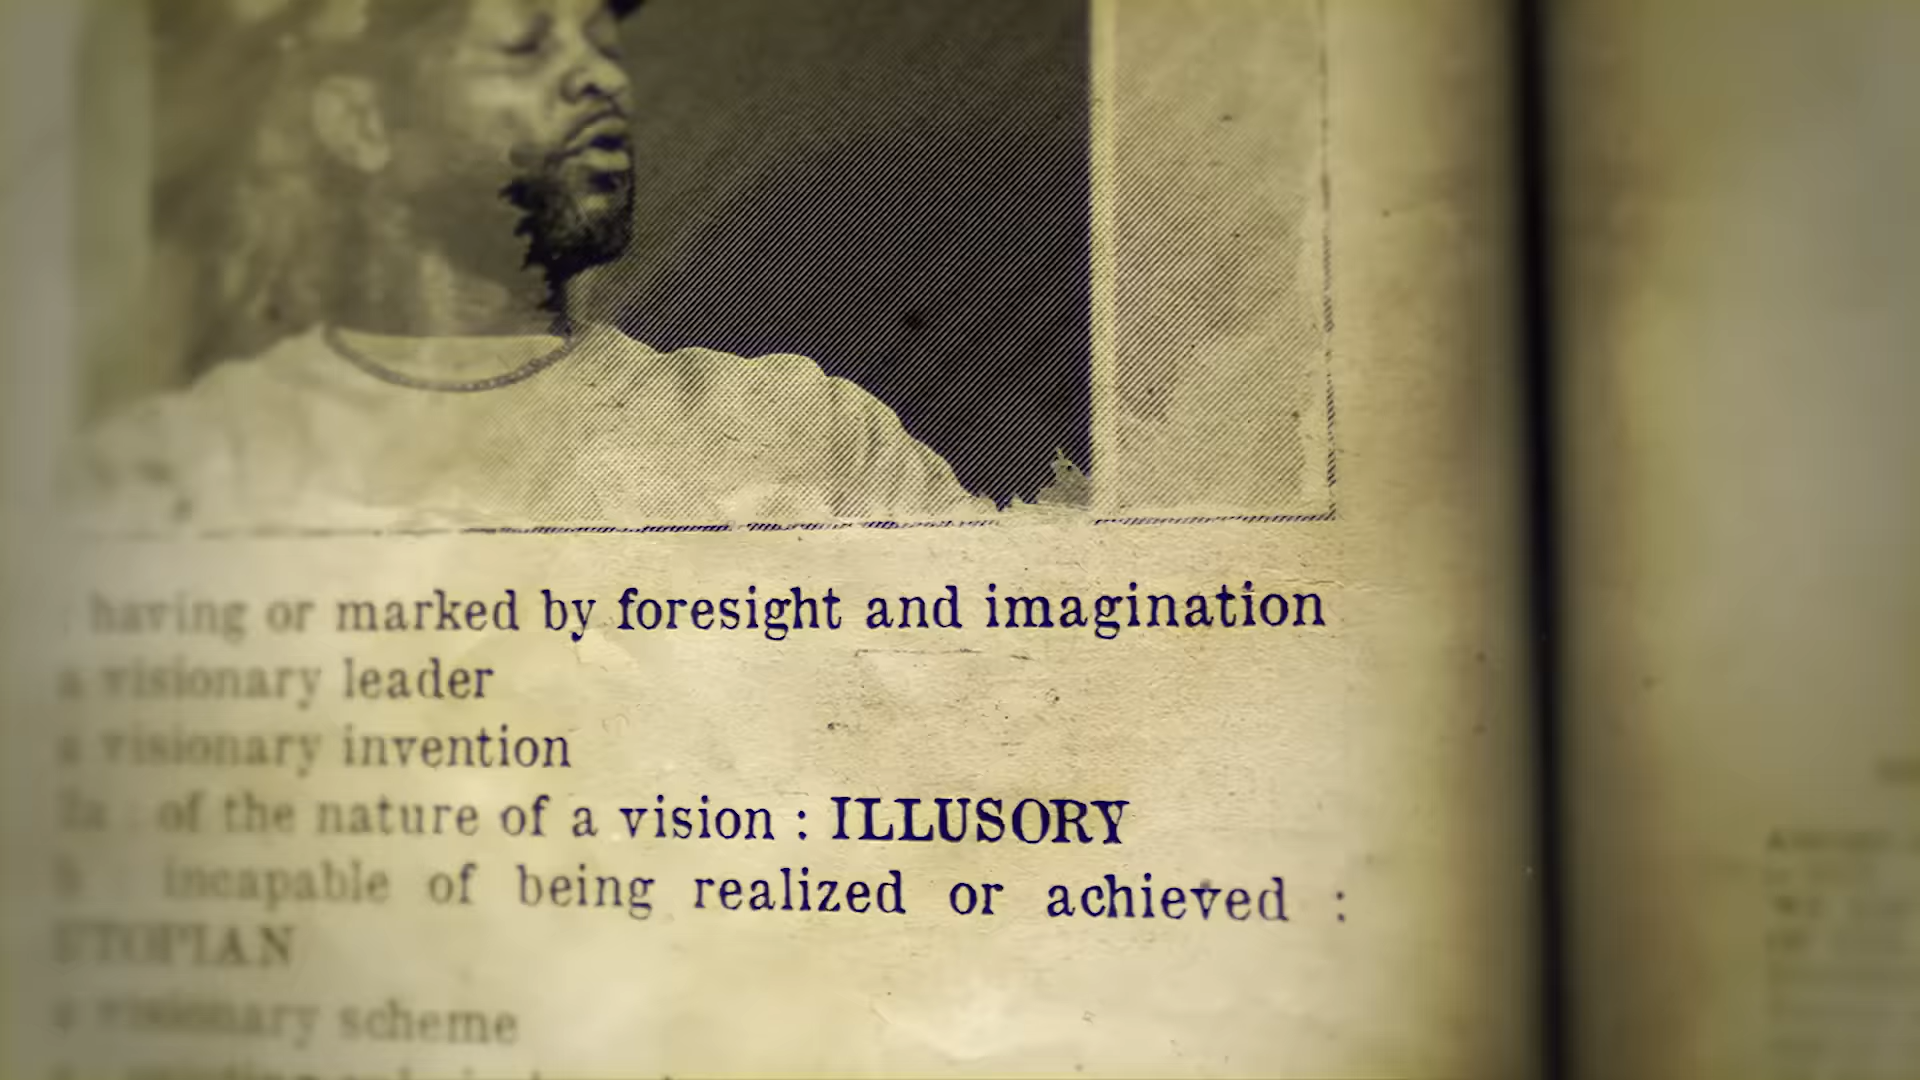 having or marked by foresight and imagination
a visionary leader
a visionary invention
2a : of the nature of a vision : ILLUSORY
b incapable of being realized or achieved :
UTOPIAN
a visionary scheme